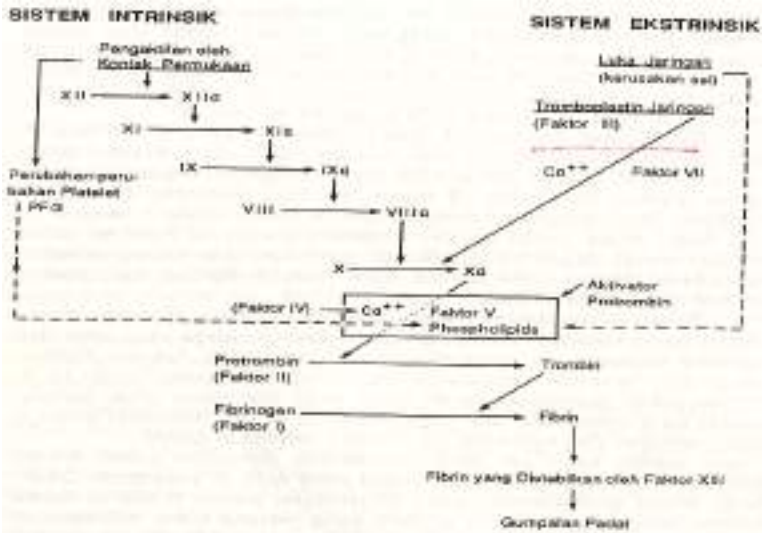 SISTEM INTRINSIK
SISTEM EKSTRINSIK
Pengaktifan oleh
Kontak Permukaan
Luka Jaringan
(kerusakan sel)
XII
XIIa
Tromboplastin Jaringan
(Faktor III)
XI
XIa
IX
IXa
Ca++
Faktor VII
Perubahan-peru-
bahan Platelet
PF3
VIII
VIIIa
X
Xa
Aktivator
Protrombin
(Faktor IV)
Ca++
Faktor V
Phospholipids
Protrombin
(Faktor II)
Trombin
Fibrinogen
(Faktor I)
Fibrin
Fibrin yang Distabilkan oleh Faktor XIII
Gumpalan Padat